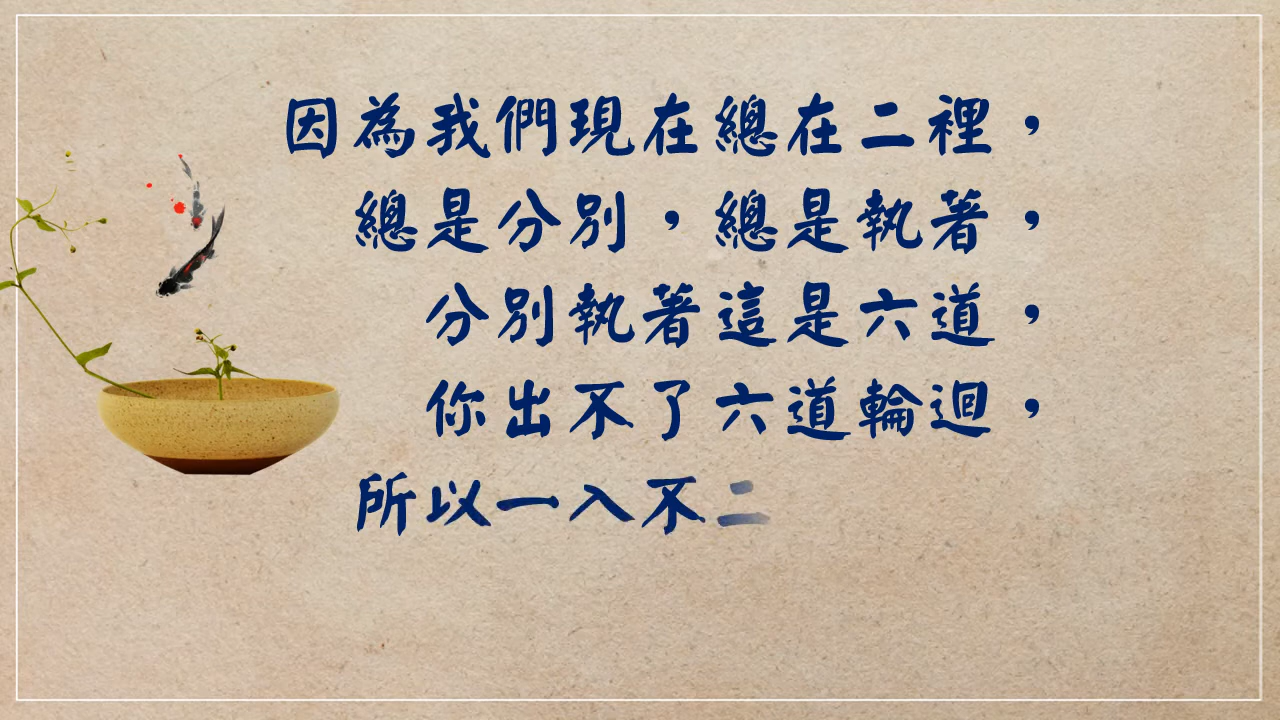 因為我們現在總在二裡，
總是分別，總是執著，
分別執著這是六道，
你出不了六道輪迴，
所以一入不二